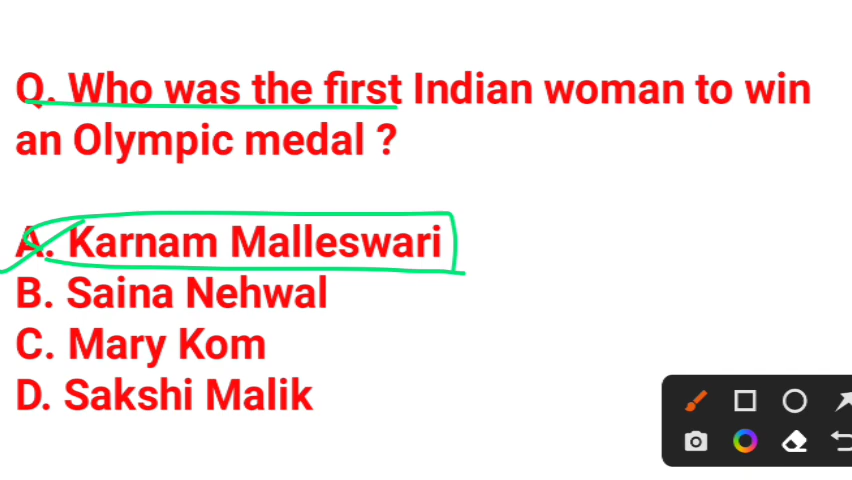 Q. Who was the first Indian woman to win
an Olympic medal ?
A. Karnam Malleswari
B. Saina Nehwal
C. Mary Kom
D. Sakshi Malik